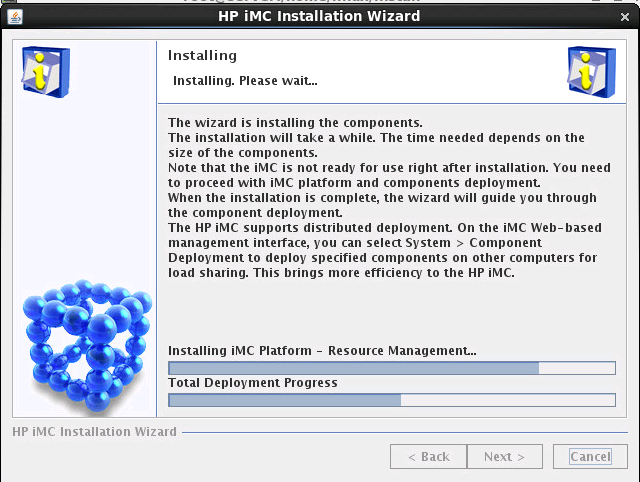 HP iMC Installation Wizard
Installing
Installing. Please wait...
The wizard is installing the components.
The installation will take a while. The time needed depends on the
size of the components.
Note that the iMC is not ready for use right after installation. You need
to proceed with iMC platform and components deployment.
When the installation is complete, the wizard will guide you through
the component deployment.
The HP iMC supports distributed deployment. On the iMC Web-based
management interface, you can select System > Component
Deployment to deploy specified components on other computers for
load sharing. This brings more efficiency to the HP iMC.
Installing iMC Platform - Resource Management...
Total Deployment Progress
HP iMC Installation Wizard
< Back Next > Cancel